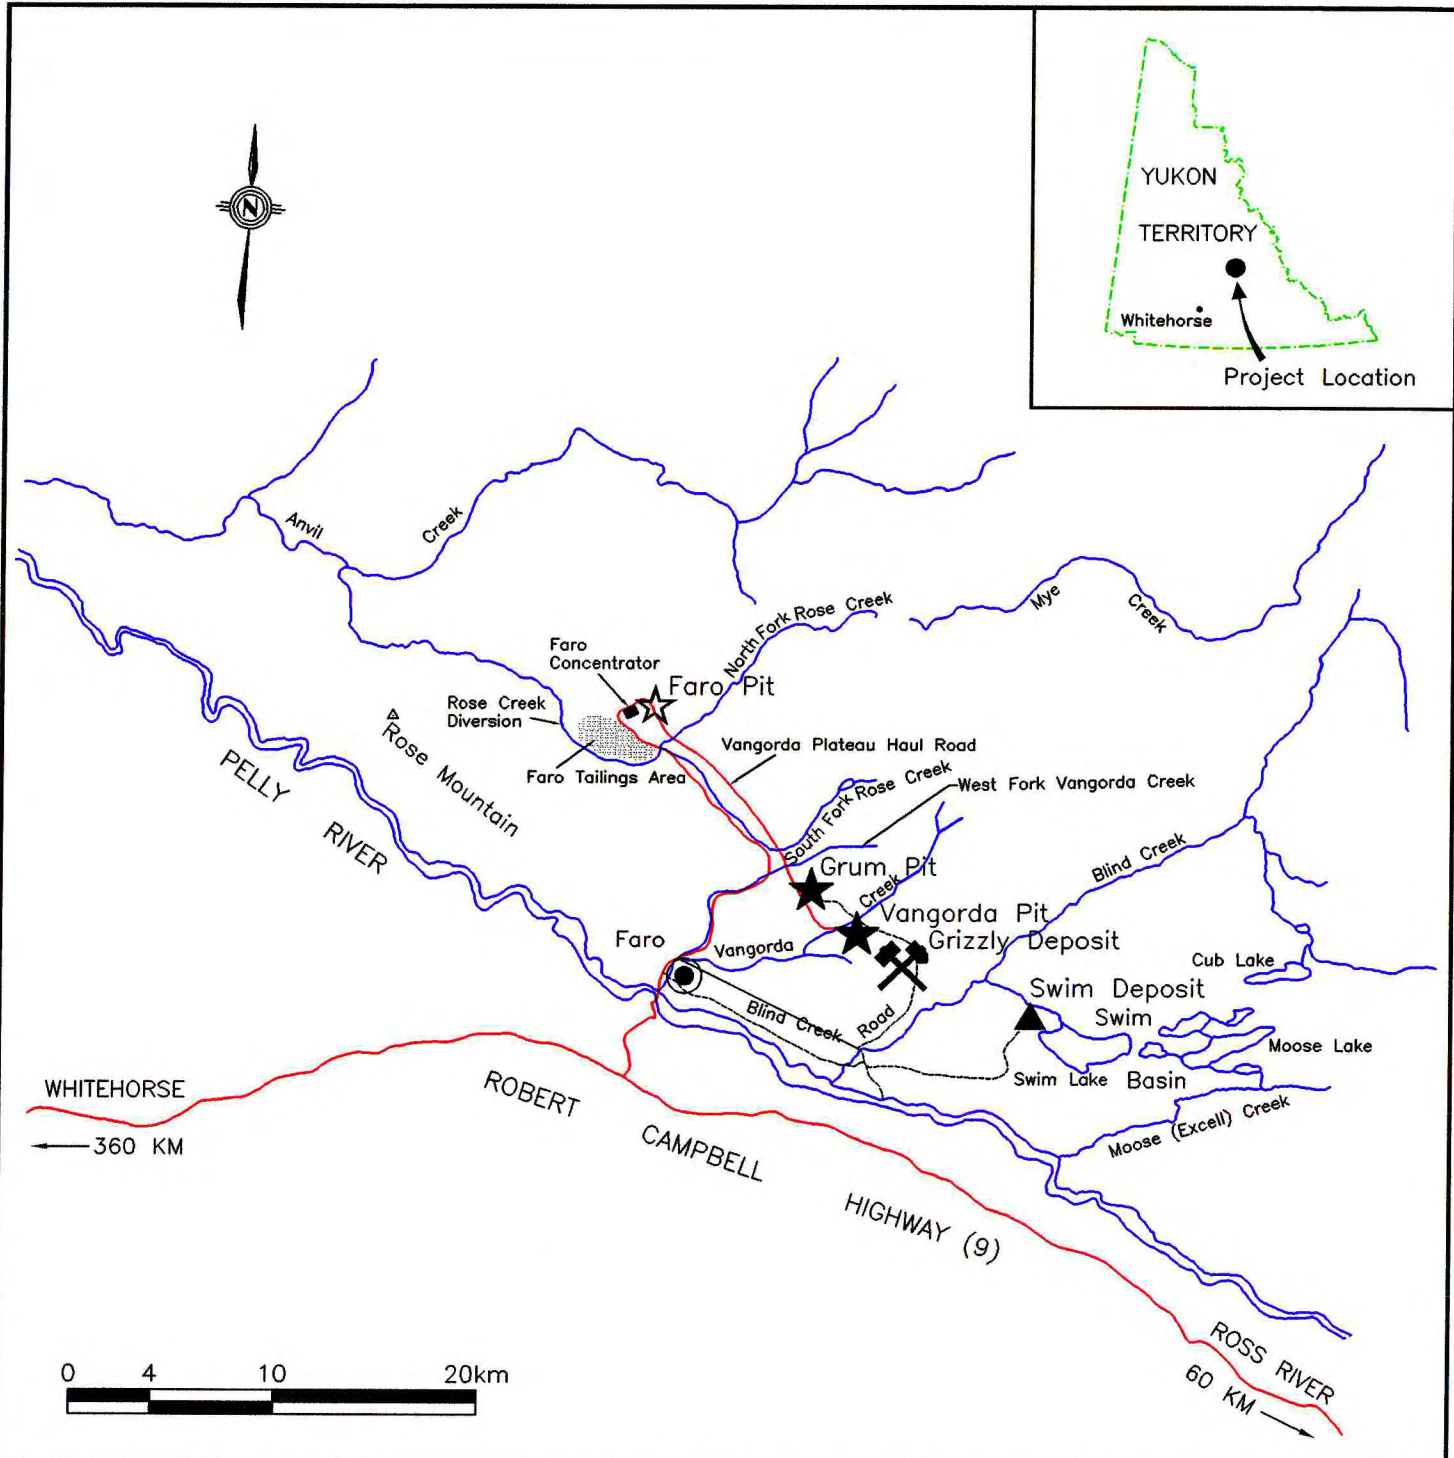 YUKON
TERRITORY
Whitehorse
Project Location
N
Anvil
Creek
Mye
Creek
North Fork Rose Creek
Faro
Concentrator
Faro Pit
Rose Creek
Diversion
Rose Mountain
Faro Tailings Area
Vangorda Plateau Haul Road
South Fork Rose Creek
West Fork Vangorda Creek
PELLY
RIVER
Blind Creek
Grum Pit
Creek
Vangorda Pit
Faro
Vangorda
Grizzly Deposit
Cub Lake
Swim Deposit
Blind Creek
Road
Swim
Moose Lake
Swim Lake
Basin
Moose (Excell) Creek
WHITEHORSE
360 KM
ROBERT
CAMPBELL
HIGHWAY (9)
ROSS RIVER
60 KM
0 4 10 20km